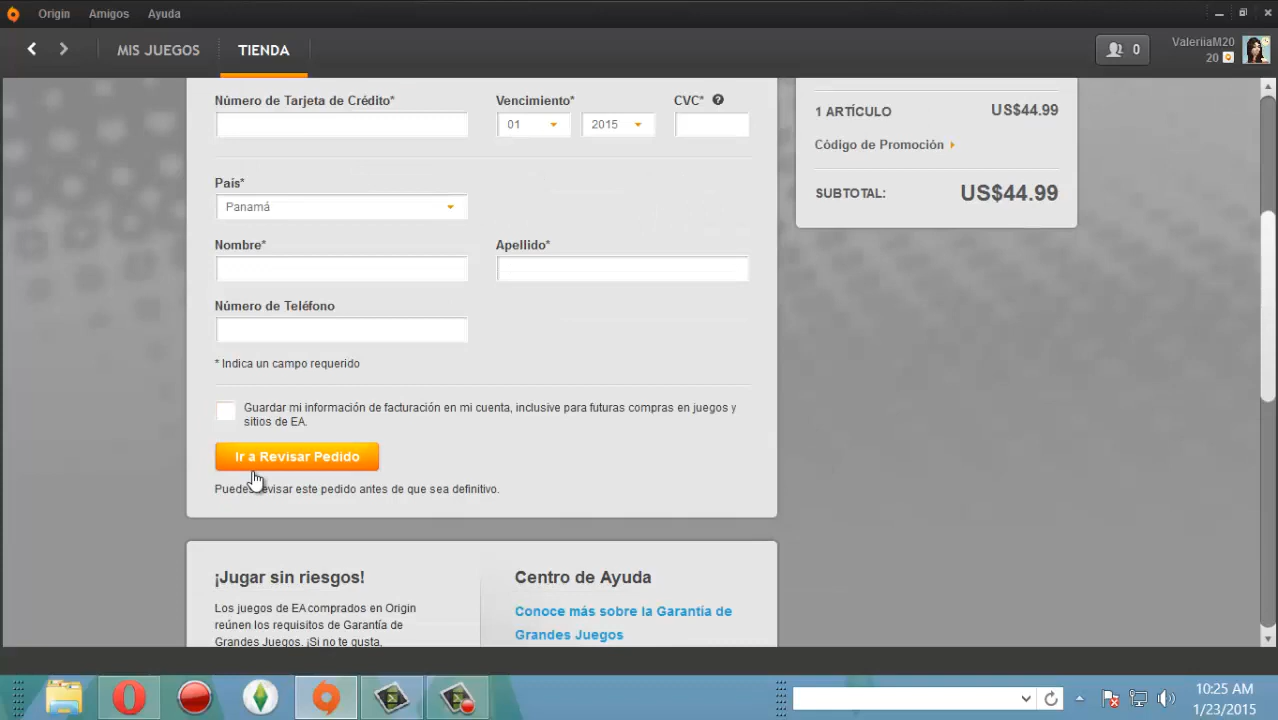 Origin Amigos Ayuda
MIS JUEGOS TIENDA 0 ValeriiaM20
20
Número de Tarjeta de Crédito* Vencimiento* CVC* ?
01 2015
País*
Panamá
Nombre* Apellido*
Número de Teléfono
* Indica un campo requerido
Guardar mi información de facturación en mi cuenta, inclusive para futuras compras en juegos y
sitios de EA.
Ir a Revisar Pedido
Puedes revisar este pedido antes de que sea definitivo.
1 ARTÍCULO US$44.99
Código de Promoción
SUBTOTAL: US$44.99
¡Jugar sin riesgos!
Los juegos de EA comprados en Origin
reúnen los requisitos de Garantía de
Grandes Juegos. ¡Si no te gusta,
Centro de Ayuda
Conoce más sobre la Garantía de
Grandes Juegos
10:25 AM
1/23/2015